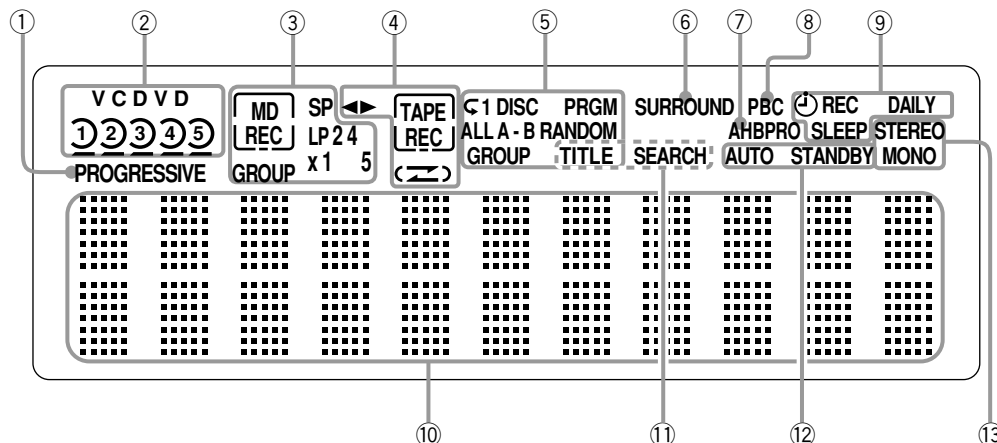 ① ② ③ ④ ⑤ ⑥ ⑦ ⑧ ⑨
V C D V D
1 2 3 4 5
PROGRESSIVE
MD
REC
SP
LP 2 4
GROUP x 1 5
◀▶
TAPE
REC
1 DISC PRGM
ALL A - B RANDOM
GROUP TITLE SEARCH
SURROUND PBC REC DAILY
AHBPRO SLEEP STEREO
AUTO STANDBY MONO
⑩ ⑪ ⑫ ⑬